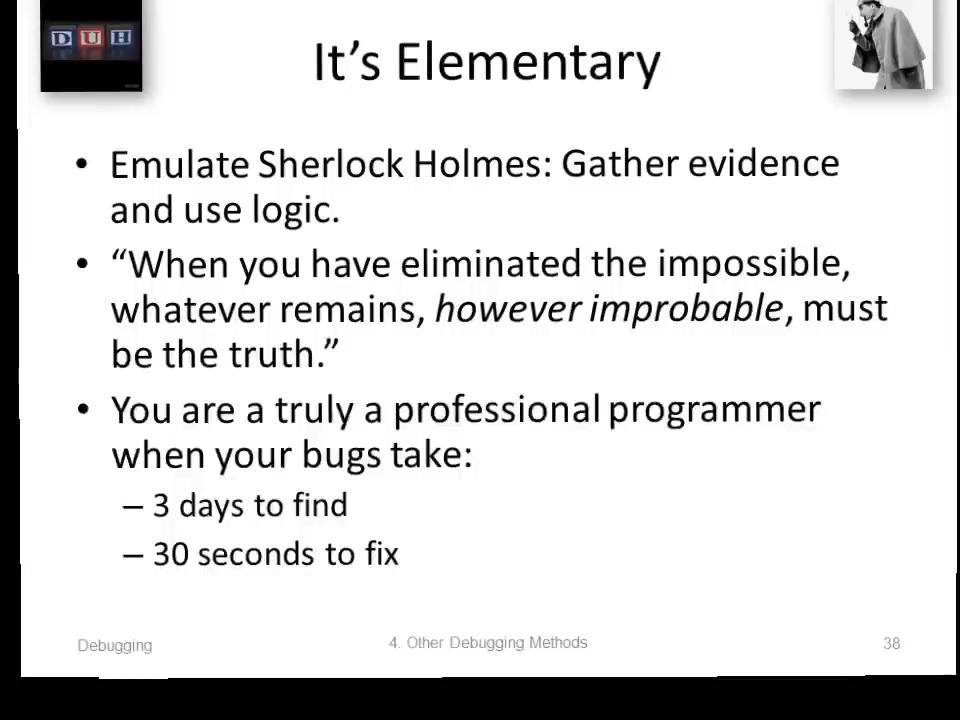 DUH
It's Elementary
• Emulate Sherlock Holmes: Gather evidence
and use logic.
• “When you have eliminated the impossible,
whatever remains, however improbable, must
be the truth.”
• You are a truly a professional programmer
when your bugs take:
– 3 days to find
– 30 seconds to fix
Debugging
4. Other Debugging Methods
38